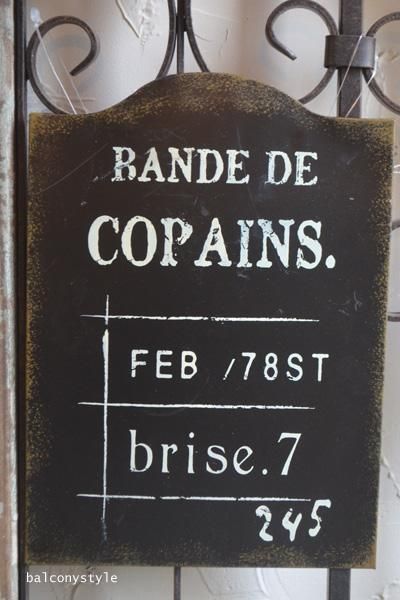 BANDE DE
COPAINS.
FEB /78ST
brise.7
245
balconystyle